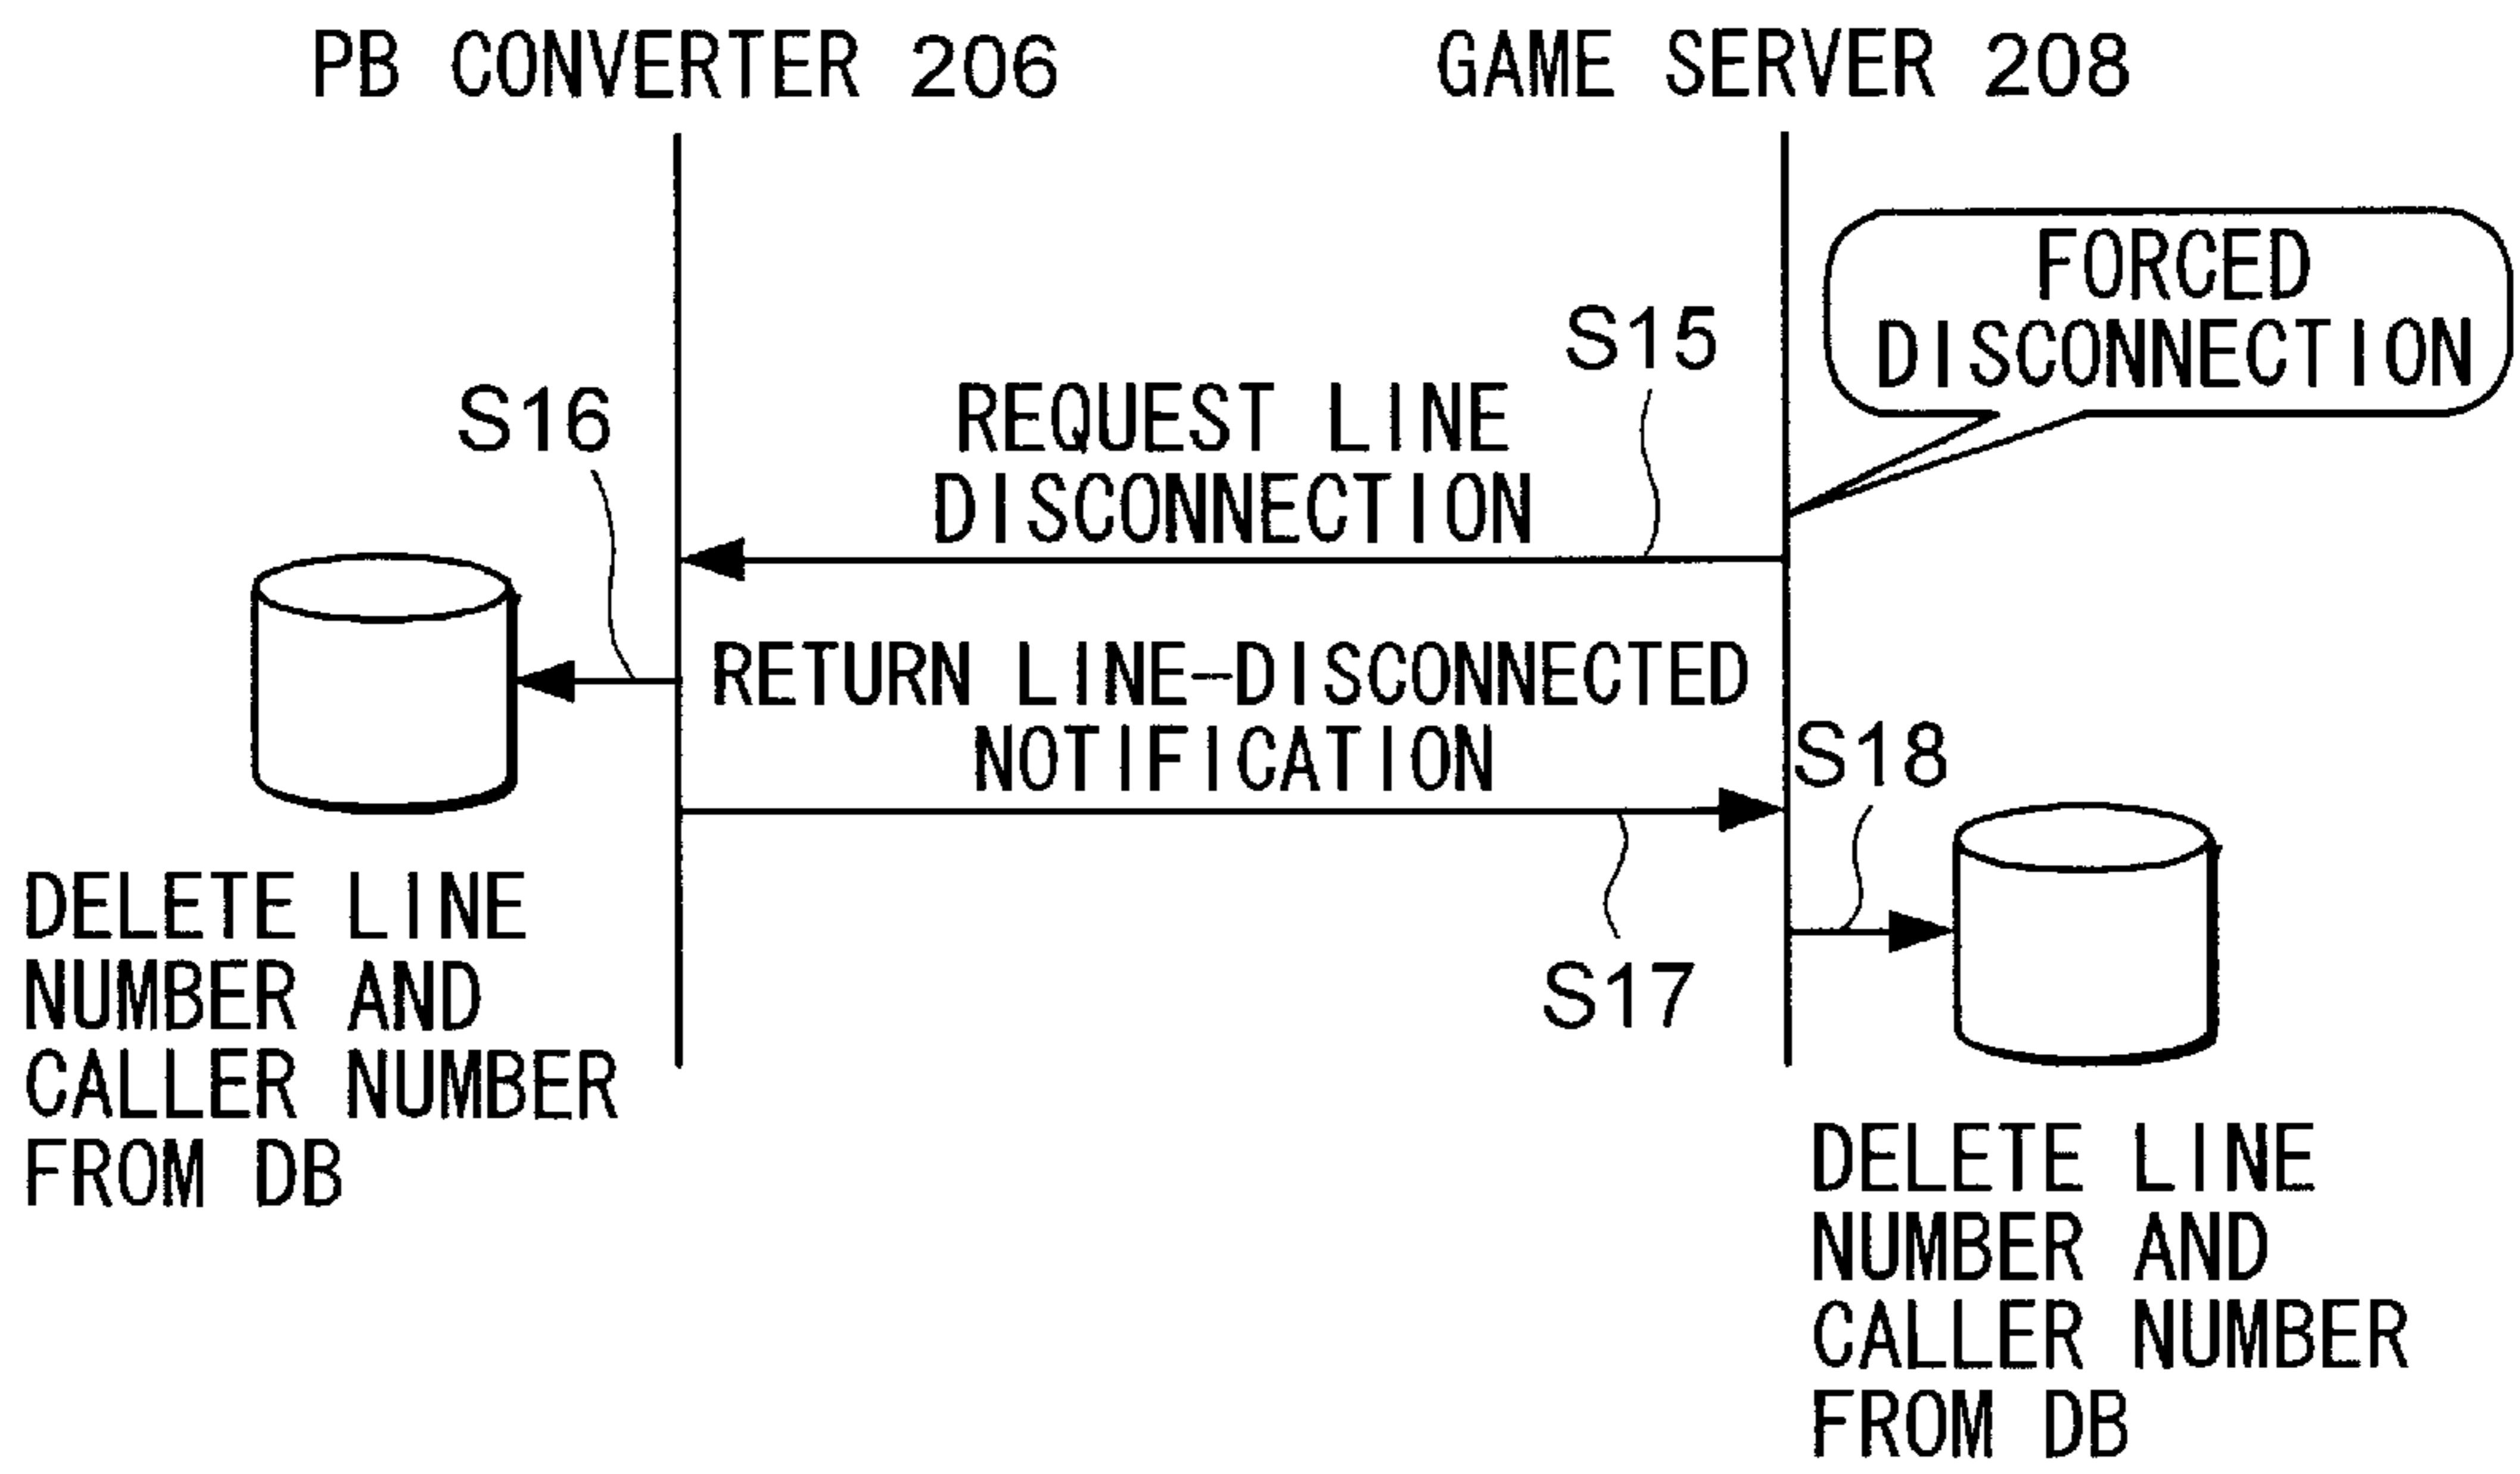 PB CONVERTER 206
GAME SERVER 208
FORCED
DISCONNECTION
S15
REQUEST LINE
DISCONNECTION
S16
RETURN LINE-DISCONNECTED
NOTIFICATION
S18
S17
DELETE LINE
NUMBER AND
CALLER NUMBER
FROM DB
DELETE LINE
NUMBER AND
CALLER NUMBER
FROM DB